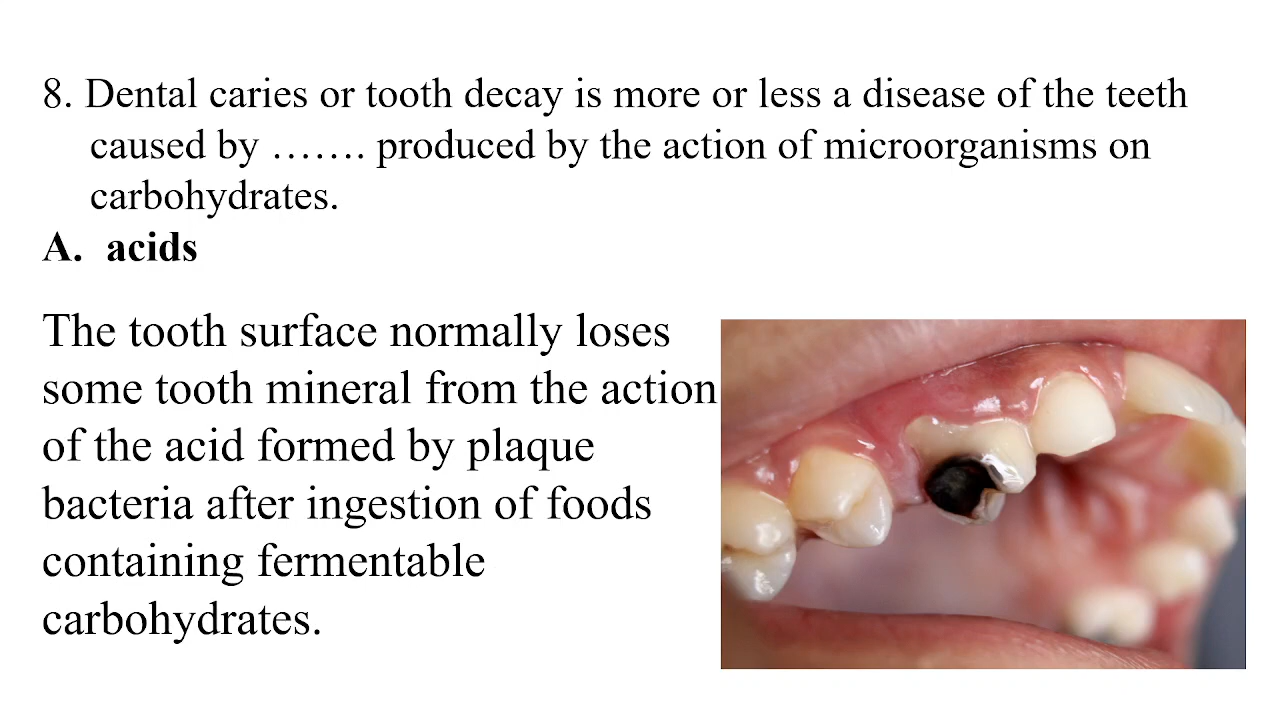 8. Dental caries or tooth decay is more or less a disease of the teeth
caused by ……. produced by the action of microorganisms on
carbohydrates.
A. acids
The tooth surface normally loses
some tooth mineral from the action
of the acid formed by plaque
bacteria after ingestion of foods
containing fermentable
carbohydrates.